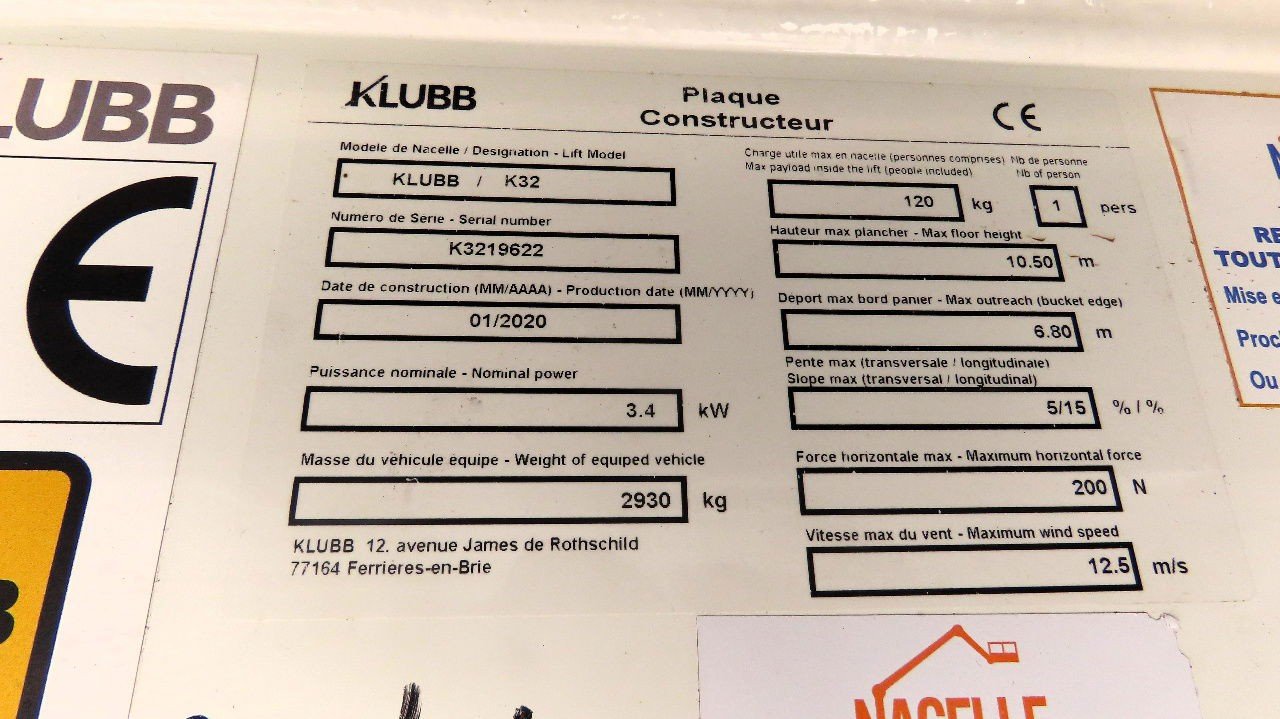 LUBB
KLUBB
Plaque
Constructeur
CE
Modele de Nacelle / Designation - Lift Model
KLUBB / K32
Numero de Serie - Serial number
K3219622
Date de construction (MM/AAAA) - Production date (MM/YYYY)
01/2020
Puissance nominale - Nominal power
3.4 kW
Masse du véhicule équipe - Weight of equiped vehicle
2930 kg
KLUBB 12. avenue James de Rothschild
77164 Ferrières-en-Brie
Charge utile max en nacelle (personnes comprises) Nb de personne
Max payload inside the lift (people included) Nb of person
120 kg 1 pers
Hauteur max plancher - Max floor height
10.50 m
Deport max bord panier - Max outreach (bucket edge)
6.80 m
Pente max (transversale / longitudinale)
Slope max (transversal / longitudinal)
5/15 % / %
Force horizontale max - Maximum horizontal force
200 N
Vitesse max du vent - Maximum wind speed
12.5 m/s
RE
TOUT
Mise e
Proc
Ou
NACELLE